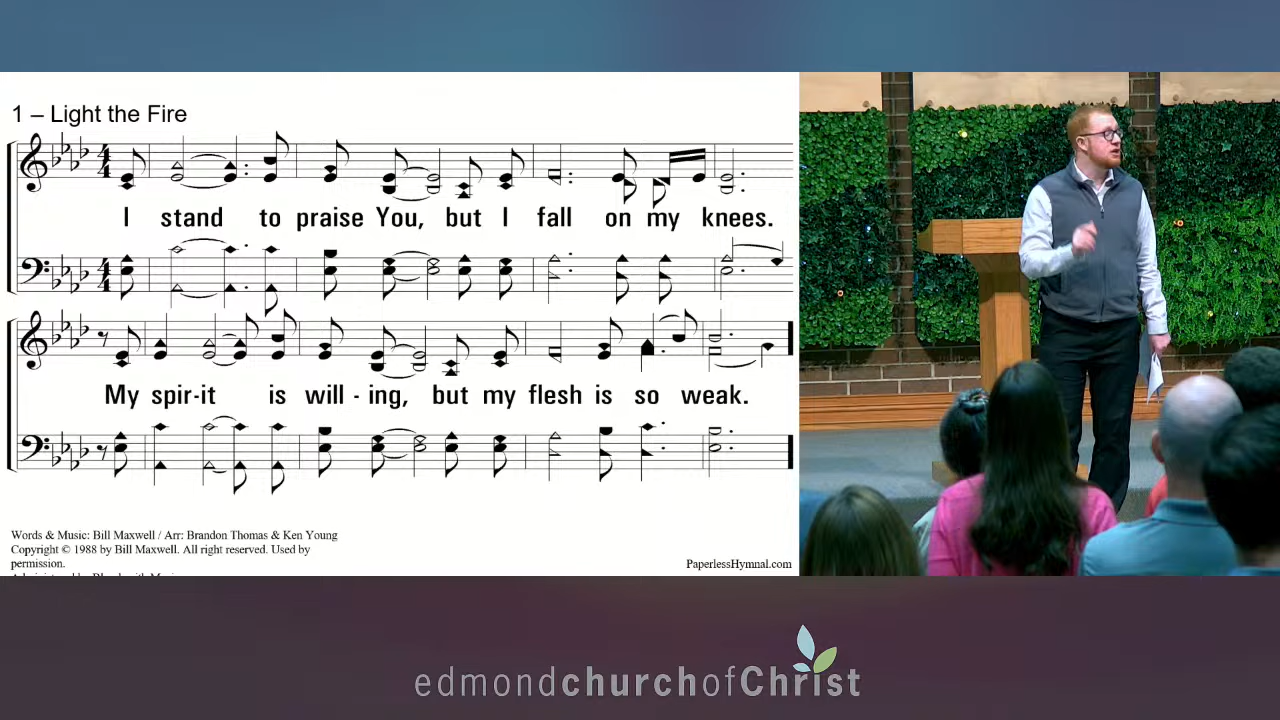 1 – Light the Fire
I stand to praise You, but I fall on my knees.
My spir-it is will - ing, but my flesh is so weak.
Words & Music: Bill Maxwell / Arr: Brandon Thomas & Ken Young
Copyright © 1988 by Bill Maxwell. All right reserved. Used by
permission.
PaperlessHymnal.com
edmondchurchofChrist